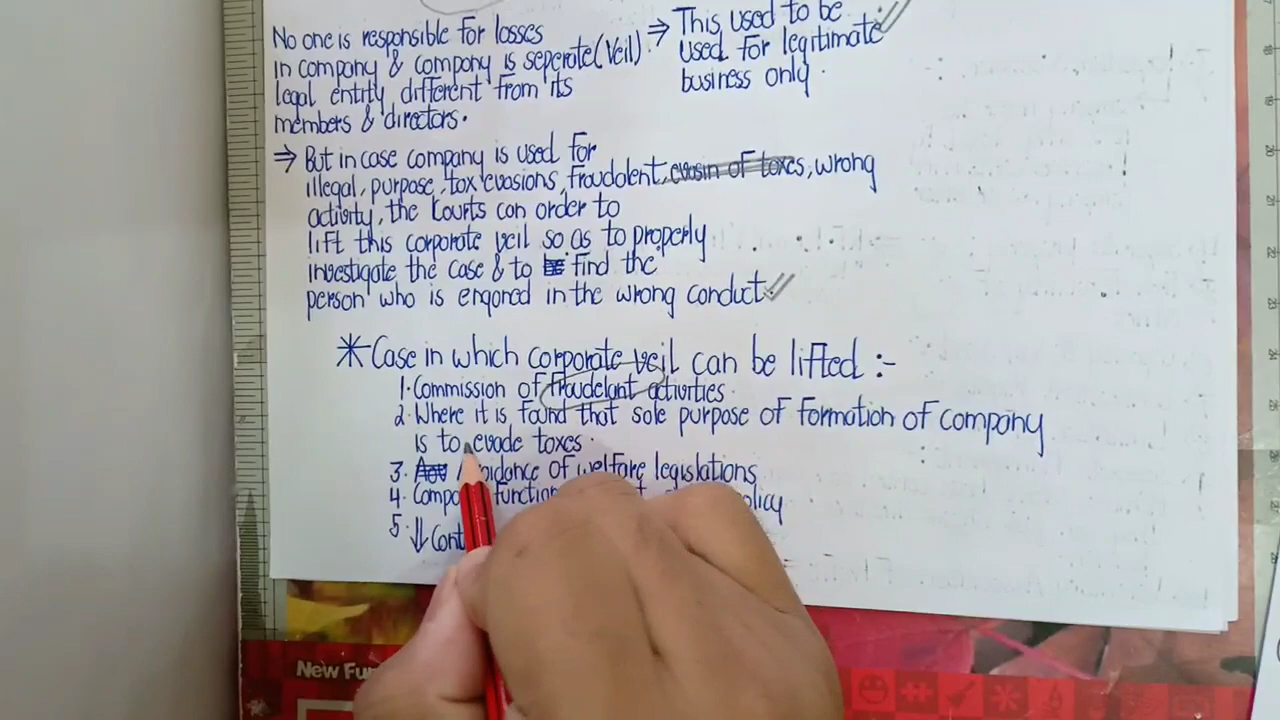 No one is responsible for losses
in company & company is seperate (Veil)
legal entity different from its
members & directors.
⇒ This used to be
used for legitimate
business only.
⇒ But in case company is used for
illegal, purpose, tax evasions, fraudolent, evasin of taxes, wrong
activity, the Courts can order to
lift this corporate veil so as to properly
investigate the case & to find the
person who is engared in the wrong conduct
* Case in which corporate veil can be lifted :-
1. Commission of fraudelant activities.
2. Where it is found that sole purpose of formation of company
is to evade taxes.
3. Avoidance of welfare legislations
4.
5. ↓
New